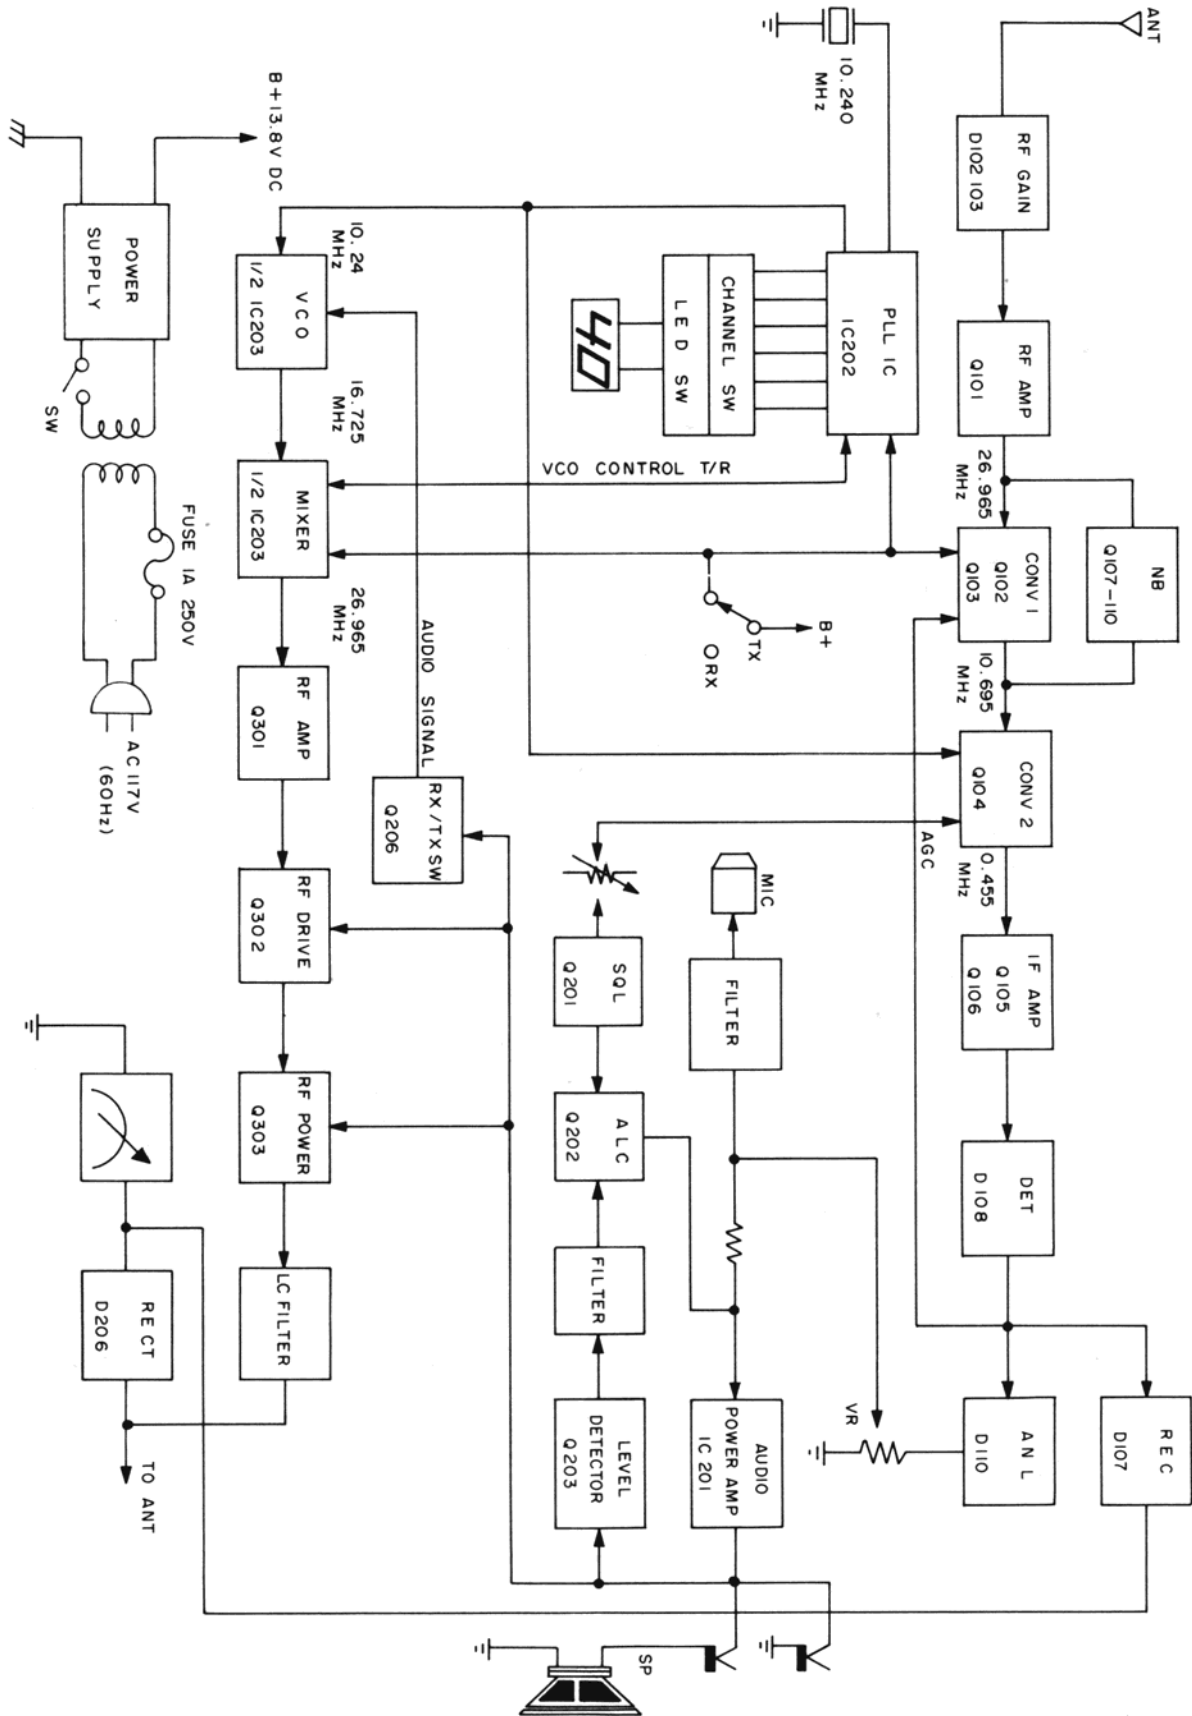 ANT
RF GAIN
D102 103
RF AMP
Q101
26.965
MHz
NB
Q107-110
CONV 1
Q102
Q103
10.695
MHz
CONV 2
Q104
0.455
MHz
IF AMP
Q105
Q106
DET
D108
REC
D107
ANL
D110
AGC
VR
10.240
MHz
PLL IC
IC202
CHANNEL SW
LED SW
40
VCO CONTROL T/R
B+
TX
RX
MIC
FILTER
AUDIO
POWER AMP
IC 201
SQL
Q201
ALC
Q202
FILTER
LEVEL
DETECTOR
Q203
SP
RX/TX SW
Q206
AUDIO SIGNAL
10.24
MHz
VCO
1/2 IC203
16.725
MHz
MIXER
1/2 IC203
26.965
MHz
RF AMP
Q301
RF DRIVE
Q302
RF POWER
Q303
LC FILTER
B+13.8V DC
POWER
SUPPLY
SW
FUSE 1A 250V
AC 117V
(60Hz)
RECT
D206
TO ANT